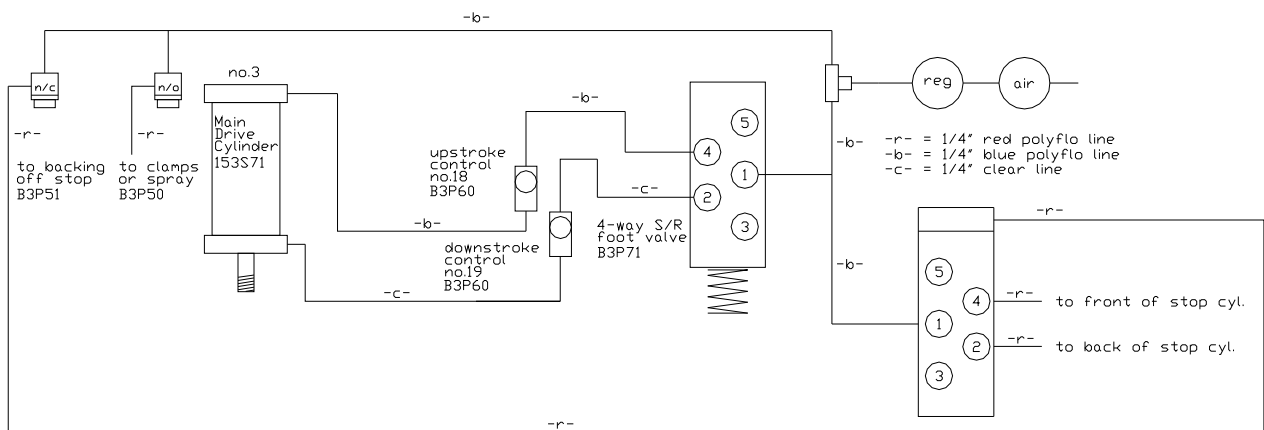 -b-
n/c
n/o
no.3
-r-
-r-
to backing
off stop
B3P51
to clamps
or spray
B3P50
Main
Drive
Cylinder
153S71
-b-
upstroke
control
no.18
B3P60
-b-
-c-
downstroke
control
no.19
B3P60
-c-
4-way S/R
foot valve
B3P71
5
4
1
2
3
reg
air
-b-
-r- = 1/4" red polyflo line
-b- = 1/4" blue polyflo line
-c- = 1/4" clear line
-b-
-r-
5
4
1
2
3
-r-
to front of stop cyl.
-r-
to back of stop cyl.
-r-